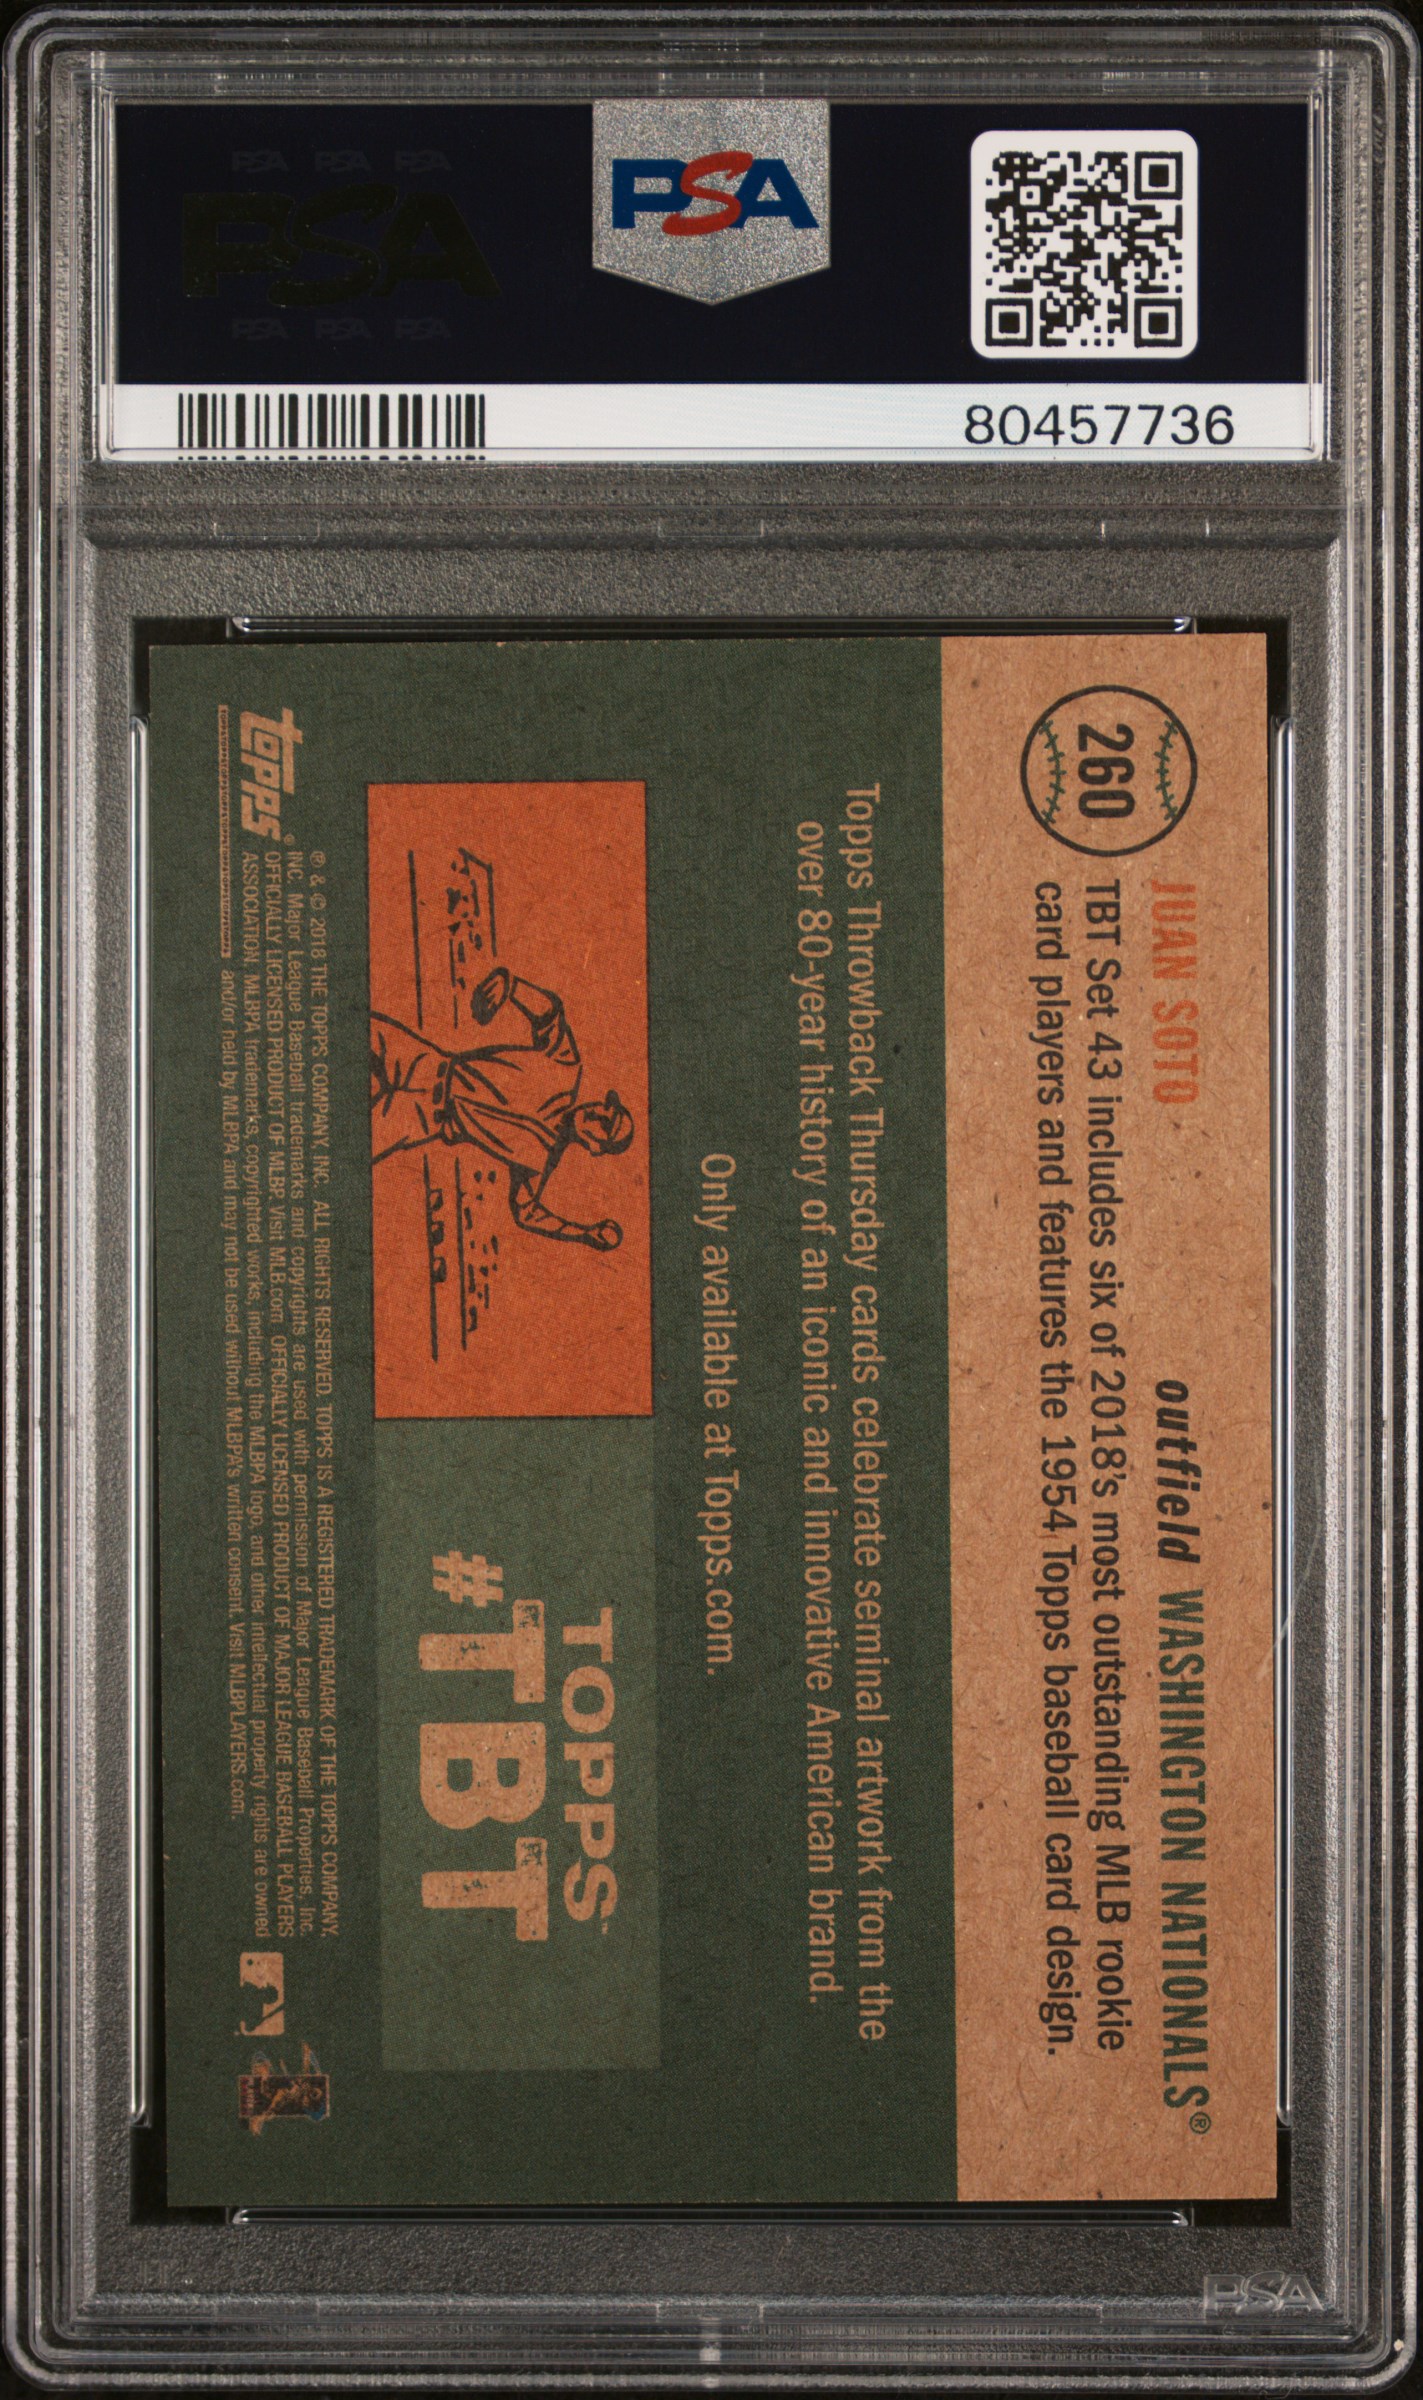 PSA PSA PSA
PSA
PSA PSA PSA
PSA
80457736
260
JUAN SOTO outfield WASHINGTON NATIONALS®
TBT Set 43 includes six of 2018's most outstanding MLB rookie
card players and features the 1954 Topps baseball card design.
Topps Throwback Thursday cards celebrate seminal artwork from the
over 80-year history of an iconic and innovative American brand.
Only available at Topps.com.
TOPPS
#TBT
topps®
® & © 2018 THE TOPPS COMPANY, INC. ALL RIGHTS RESERVED. TOPPS IS A REGISTERED TRADEMARK OF THE TOPPS COMPANY,
INC. Major League Baseball trademarks and copyrights are used with permission of Major League Baseball Properties, Inc.
OFFICIALLY LICENSED PRODUCT OF MLBP. Visit MLB.com OFFICIALLY LICENSED PRODUCT OF MAJOR LEAGUE BASEBALL PLAYERS
ASSOCIATION. MLBPA trademarks, copyrighted works, including the MLBPA logo, and other intellectual property rights are owned
and/or held by MLBPA and may not be used without MLBPA's written consent. Visit MLBPLAYERS.com.
PSA